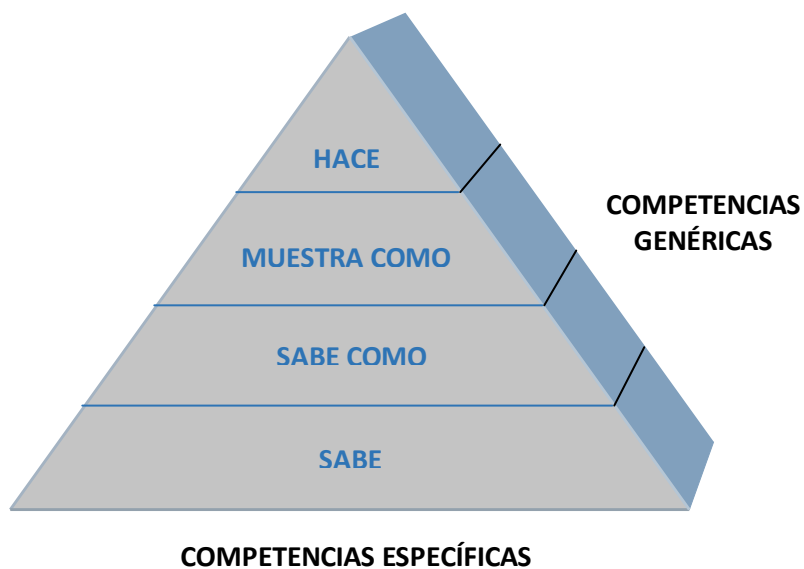 HACE
COMPETENCIAS
GENÉRICAS
MUESTRA COMO
SABE COMO
SABE
COMPETENCIAS ESPECÍFICAS